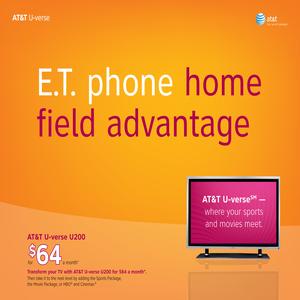 AT&T U-verse
at&t
E.T. phone home
field advantage
AT&T U-verse℠ —
where your sports
and movies meet.
AT&T U-verse U200
for $64 a month*
Transform your TV with AT&T U-verse U200 for $64 a month*.
Then take it to the next level by adding the Sports Package,
the Movie Package, or HBO® and Cinemax.®